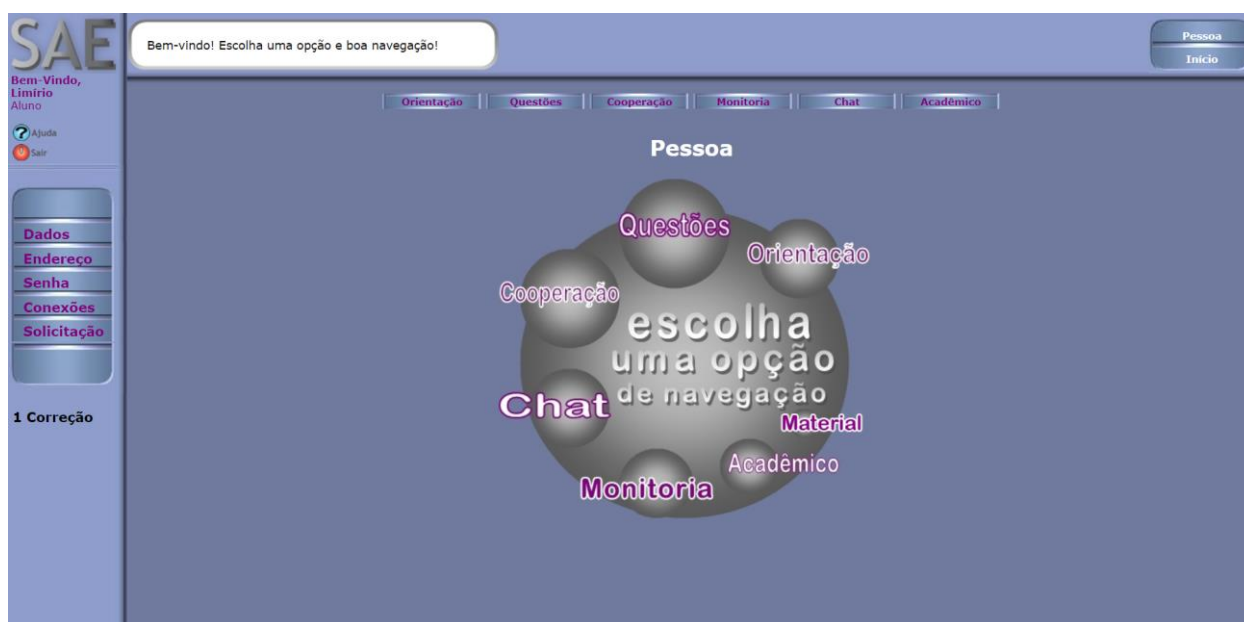 SAE
Bem-Vindo,
Limírio
Aluno
Ajuda
Sair
Dados
Endereço
Senha
Conexões
Solicitação
1 Correção
Bem-vindo! Escolha uma opção e boa navegação!
Pessoa
Início
Orientação Questões Cooperação Monitoria Chat Acadêmico
Pessoa
Questões
Orientação
Cooperação
escolha
uma opção
de navegação
Chat
Material
Acadêmico
Monitoria